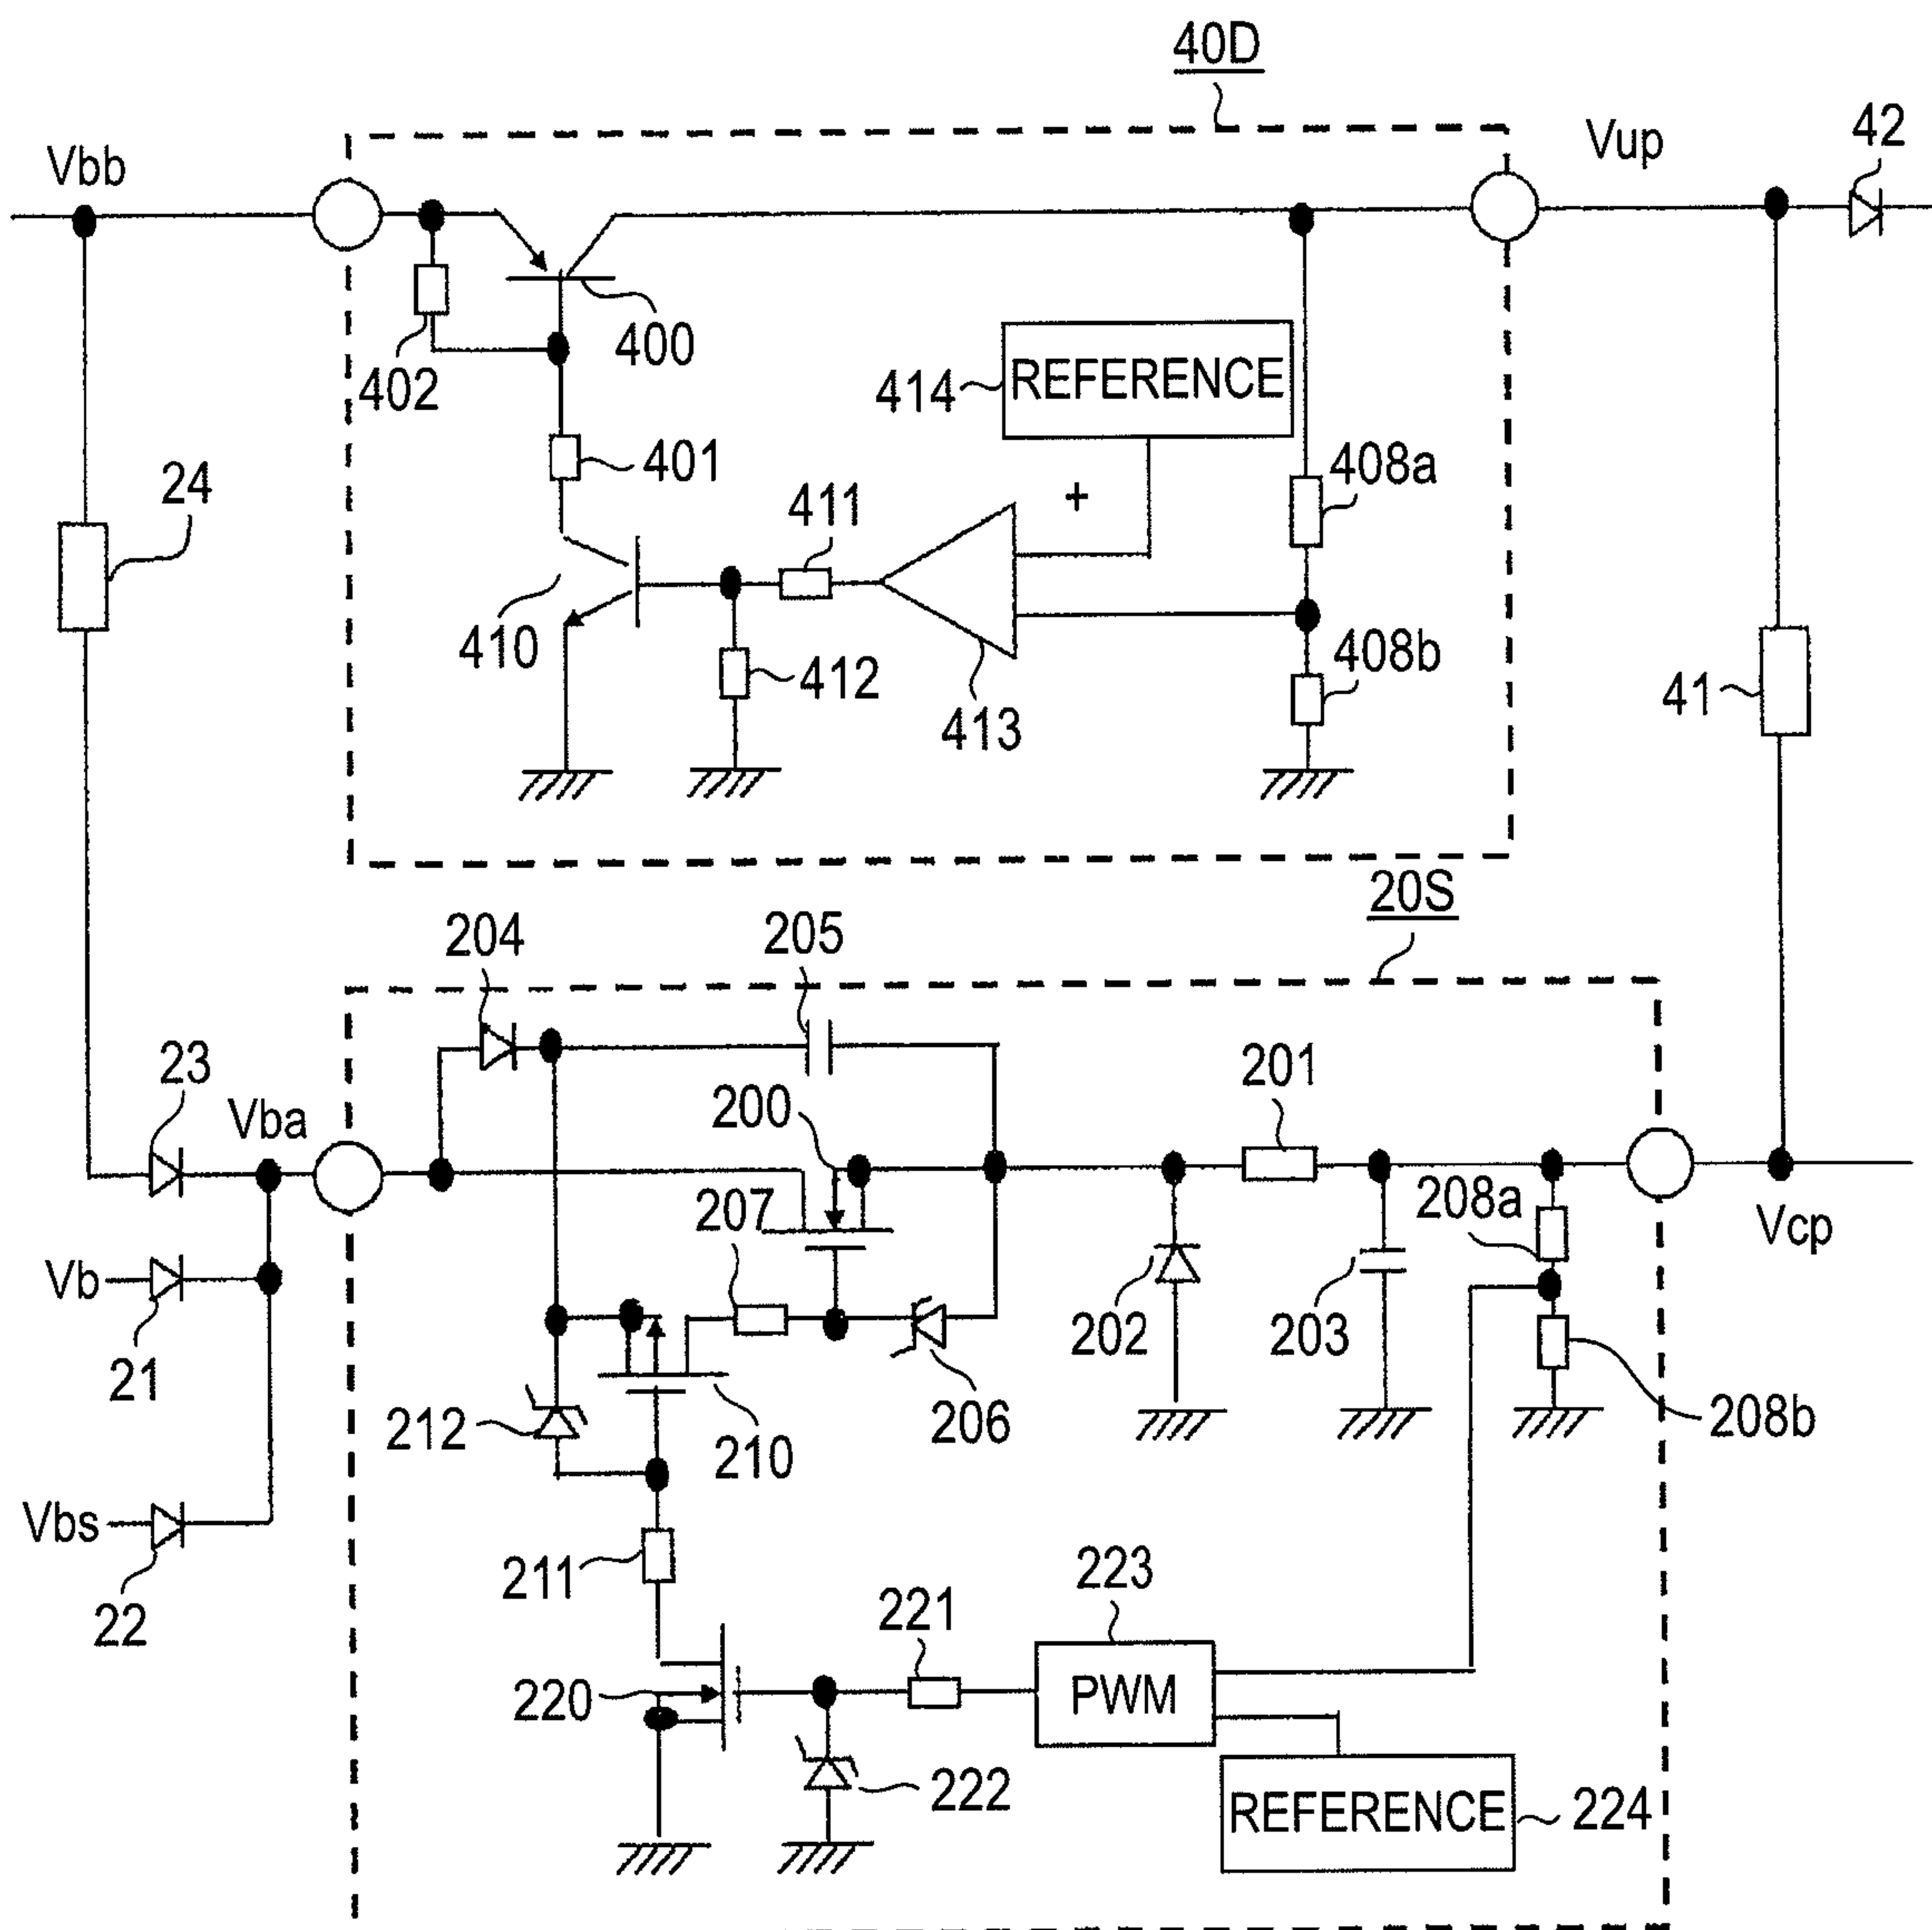 40D
Vbb
Vup
42
402
400
414
REFERENCE
401
408a
+
24
411
410
412
413
408b
41
20S
204
205
23
Vba
200
201
207
208a
Vcp
Vb
21
202
203
212
210
206
208b
Vbs
22
211
221
223
220
PWM
222
REFERENCE
224